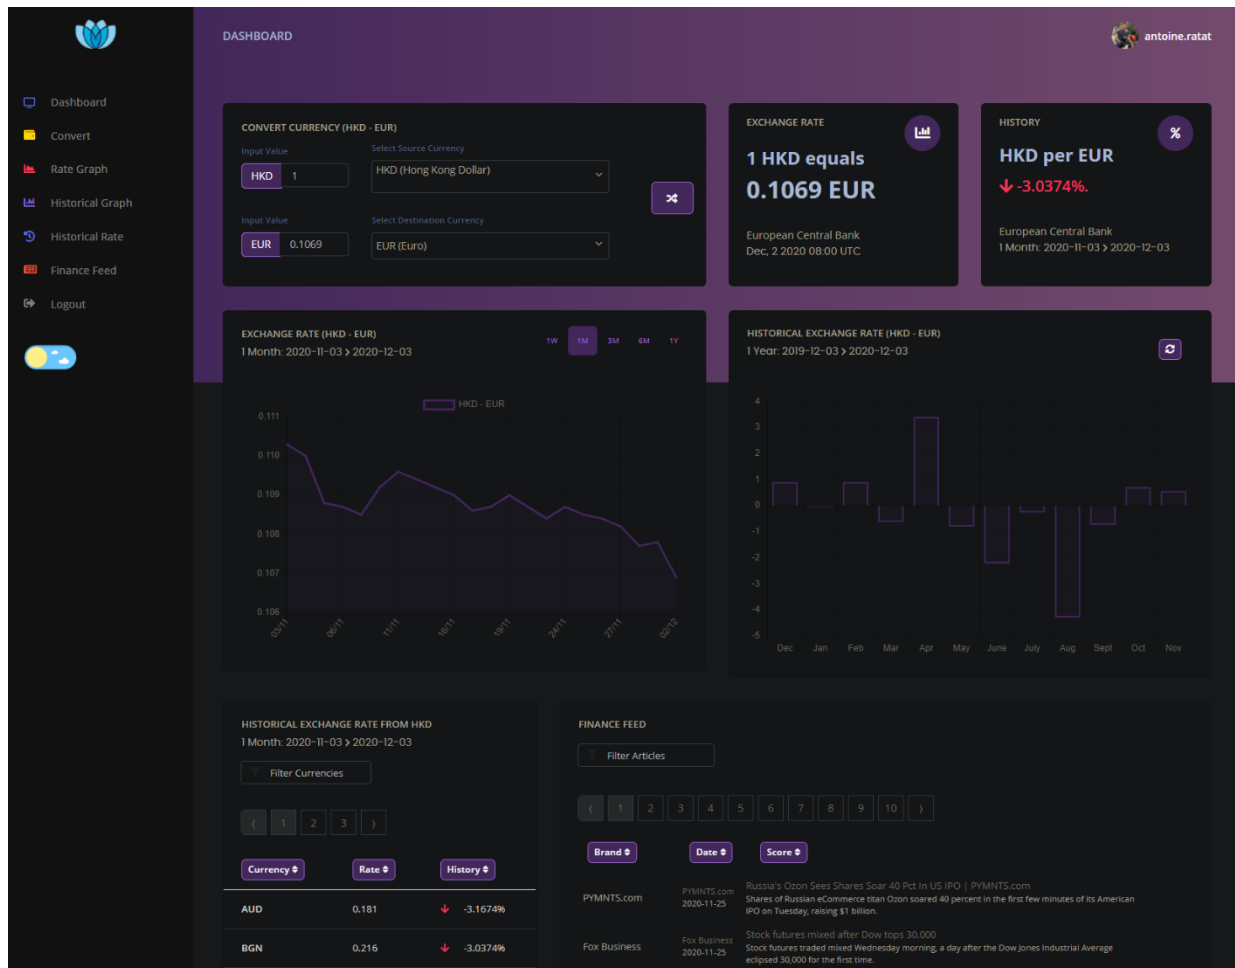 DASHBOARD
antoine.ratat
Dashboard
Convert
Rate Graph
Historical Graph
Historical Rate
Finance Feed
Logout
CONVERT CURRENCY (HKD - EUR)
Input Value
Select Source Currency
HKD
1
HKD (Hong Kong Dollar)
Input Value
Select Destination Currency
EUR
0.1069
EUR (Euro)
EXCHANGE RATE
1 HKD equals
0.1069 EUR
European Central Bank
Dec, 2 2020 08:00 UTC
HISTORY
%
HKD per EUR
-3.0374%.
European Central Bank
1 Month: 2020-11-03 > 2020-12-03
EXCHANGE RATE (HKD - EUR)
1 Month: 2020-11-03 > 2020-12-03
1W 1M 3M 6M 1Y
HKD - EUR
0.111
0.110
0.109
0.108
0.107
0.106
03/11 06/11 11/11 16/11 19/11 24/11 27/11 02/12
HISTORICAL EXCHANGE RATE (HKD - EUR)
1 Year: 2019-12-03 > 2020-12-03
4
3
2
1
0
-1
-2
-3
-4
-5
Dec Jan Feb Mar Apr May June July Aug Sept Oct Nov
HISTORICAL EXCHANGE RATE FROM HKD
1 Month: 2020-11-03 > 2020-12-03
Filter Currencies
⟨ 1 2 3 ⟩
Currency Rate History
AUD 0.181 -3.1674%
BGN 0.216 -3.0374%
FINANCE FEED
Filter Articles
⟨ 1 2 3 4 5 6 7 8 9 10 ⟩
Brand Date Score
PYMNTS.com
PYMNTS.com
2020-11-25
Russia's Ozon Sees Shares Soar 40 Pct In US IPO | PYMNTS.com
Shares of Russian eCommerce titan Ozon soared 40 percent in the first few minutes of its American
IPO on Tuesday, raising $1 billion.
Fox Business
Fox Business
2020-11-25
Stock futures mixed after Dow tops 30,000
Stock futures traded mixed Wednesday morning, a day after the Dow Jones Industrial Average
eclipsed 30,000 for the first time.